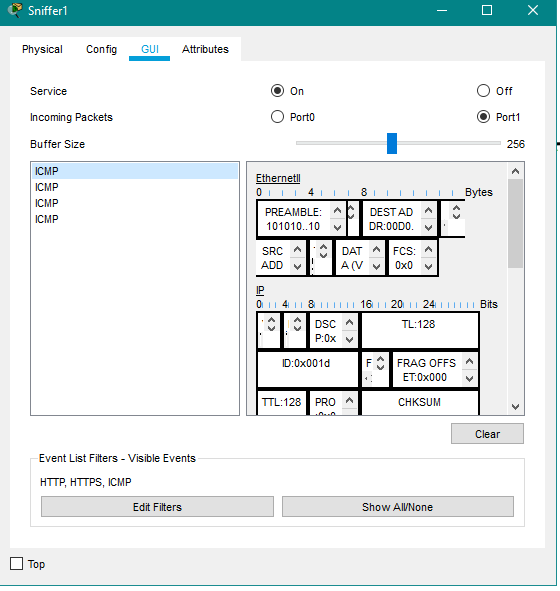 Sniffer1
Physical Config GUI Attributes
Service On Off
Incoming Packets Port0 Port1
Buffer Size 256
ICMP
ICMP
ICMP
ICMP
EthernetII
0 4 8 Bytes
PREAMBLE: DEST AD
101010..10 DR:00D0.
SRC DAT FCS:
ADD A (V 0x0
IP
0 4 8 16 20 24 Bits
DSC TL:128
P:0x
ID:0x001d F FRAG OFFS
ET:0x000
TTL:128 PRO CHKSUM
Clear
Event List Filters - Visible Events
HTTP, HTTPS, ICMP
Edit Filters Show All/None
Top